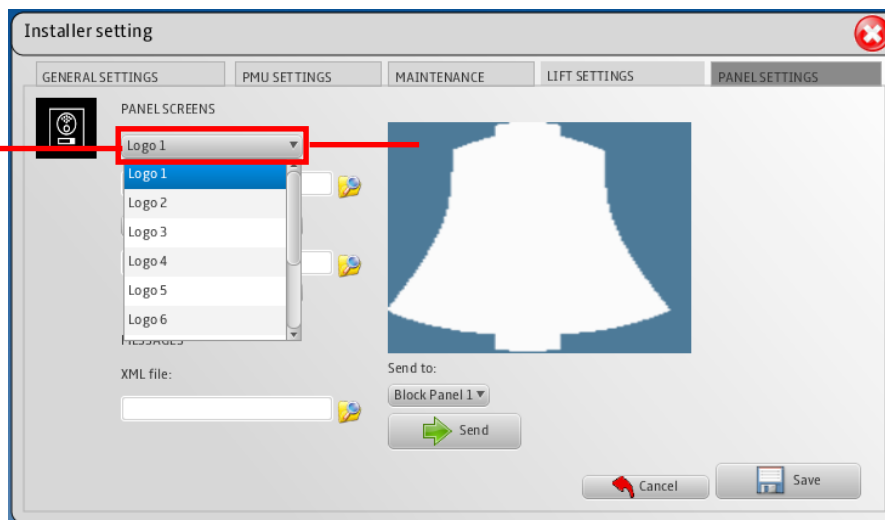 Installer setting
GENERAL SETTINGS
PMU SETTINGS
MAINTENANCE
LIFT SETTINGS
PANEL SETTINGS
PANEL SCREENS
Logo 1
Logo 1
Logo 2
Logo 3
Logo 4
Logo 5
Logo 6
MESSAGES
XML file:
Send to:
Block Panel 1
Send
Cancel
Save